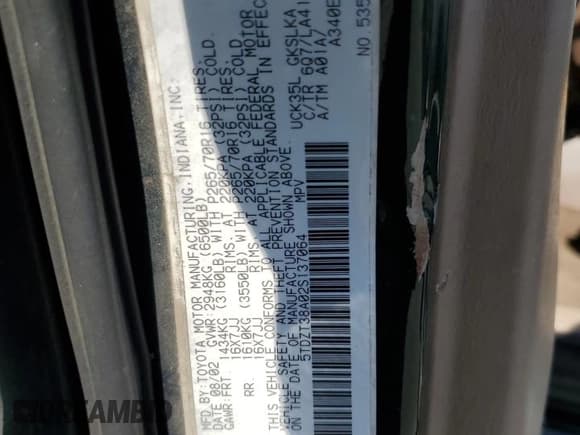 MFD.BY:TOYOTA MOTOR MANUFACTURING,INDIANA,INC.
DATE 08/02 GVWR:2948KG (6500LB)
GAWR:FRT. 1434KG (3160LB) WITH P265/70R16 TIRES.
16X7JJ RIMS. AT 220KPA (32PSI) COLD.
RR. 1610KG (3550LB) WITH P265/70R16 TIRES.
16X7JJ RIMS. AT 220KPA (32PSI) COLD.
THIS VEHICLE CONFORMS TO ALL APPLICABLE FEDERAL MOTOR
VEHICLE SAFETY AND THEFT PREVENTION STANDARDS IN EFFEC
ON THE DATE OF MANUFACTURE SHOWN ABOVE.
5TDZT38A02S137064 MPV
UCK35L GKSLKA
A/TR 6Q7/LA41
A/TM A01A/ A340E
NO 535